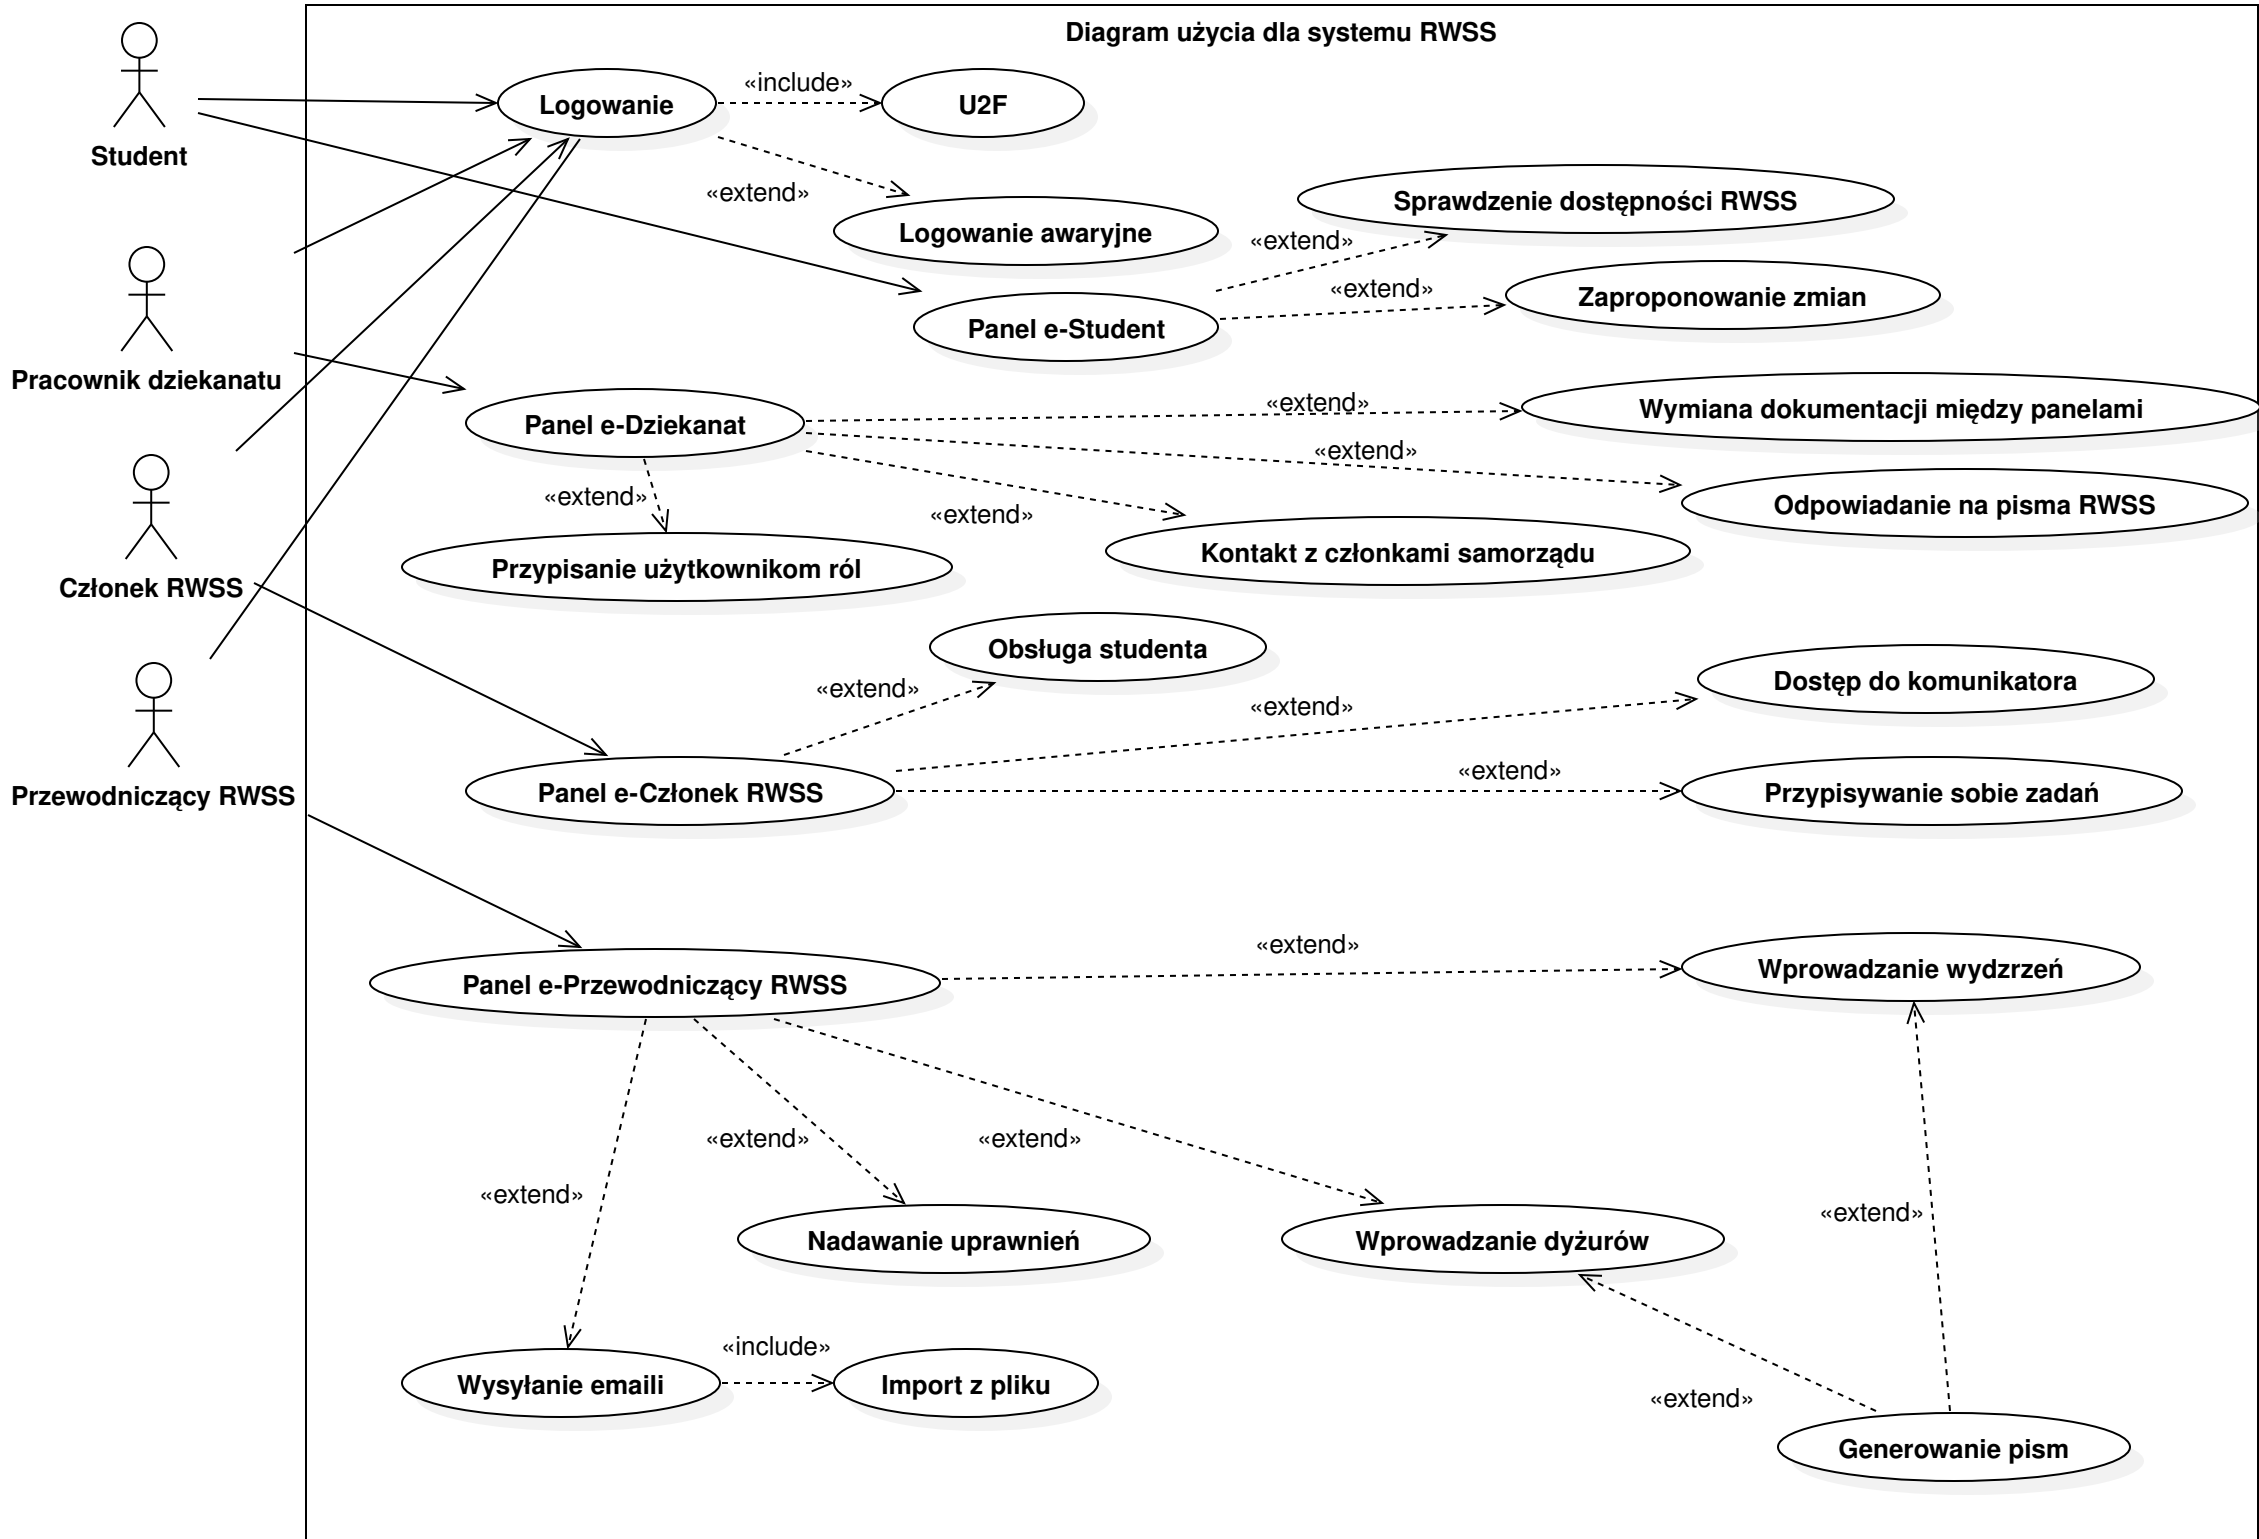 Diagram użycia dla systemu RWSS
Logowanie
«include»
U2F
Student
«extend»
Logowanie awaryjne
Sprawdzenie dostępności RWSS
«extend»
«extend»
Zaproponowanie zmian
Panel e-Student
Pracownik dziekanatu
Panel e-Dziekanat
«extend»
Wymiana dokumentacji między panelami
«extend»
Odpowiadanie na pisma RWSS
«extend»
«extend»
Kontakt z członkami samorządu
Przypisanie użytkownikom ról
Członek RWSS
Obsługa studenta
«extend»
«extend»
Dostęp do komunikatora
«extend»
Panel e-Członek RWSS
Przypisywanie sobie zadań
Przewodniczący RWSS
«extend»
Panel e-Przewodniczący RWSS
Wprowadzanie wydzrzeń
«extend»
«extend»
«extend»
«extend»
Nadawanie uprawnień
Wprowadzanie dyżurów
Wysyłanie emaili
«include»
Import z pliku
«extend»
Generowanie pism